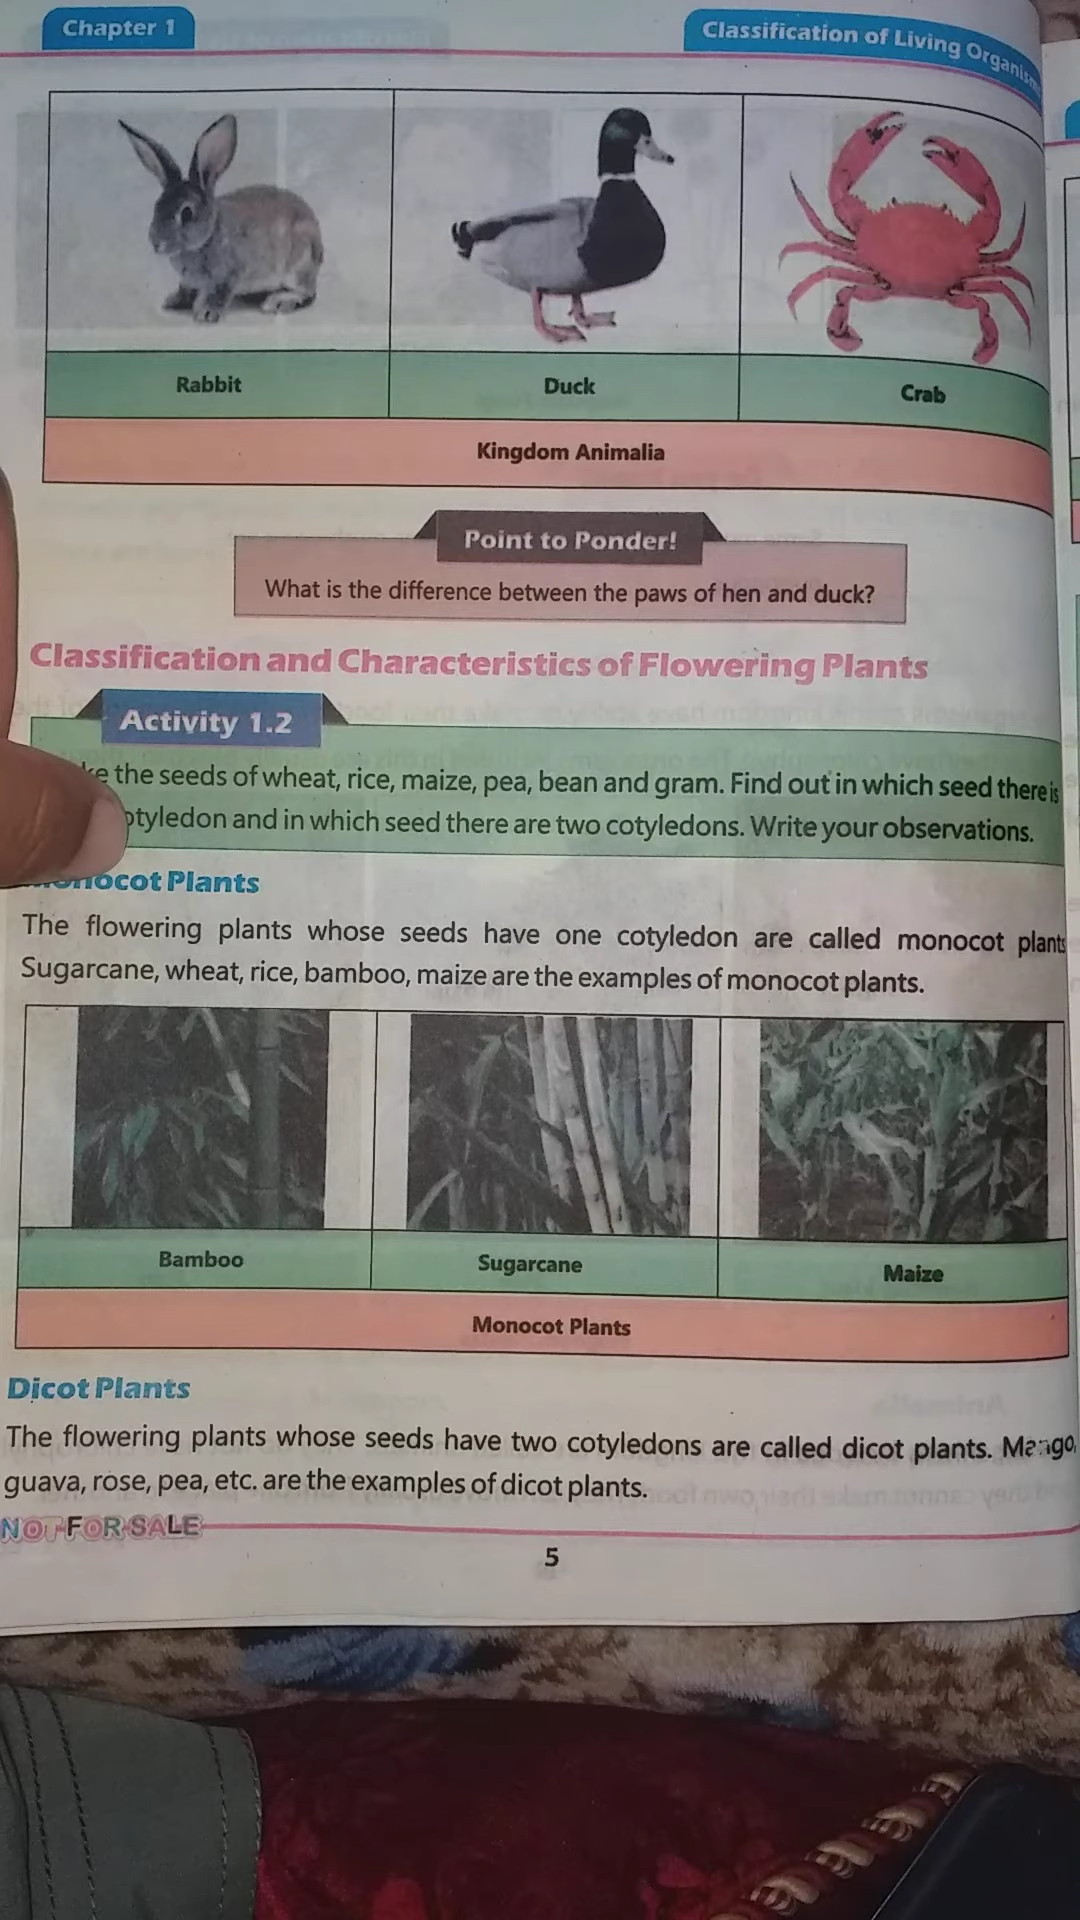 Chapter 1
Classification of Living
Rabbit
Duck
Crab
Kingdom Animalia
Point to Ponder!
What is the difference between the paws of hen and duck?
Classification and Characteristics of Flowering Plants
Activity 1.2
the seeds of wheat, rice, maize, pea, bean and gram. Find out in which seed there is
and in which seed there are two cotyledons. Write your observations.
Plants
The flowering plants whose seeds have one cotyledon are called monocot plants
Sugarcane, wheat, rice, bamboo, maize are the examples of monocot plants.
Bamboo
Sugarcane
Maize
Monocot Plants
Dicot Plants
The flowering plants whose seeds have two cotyledons are called dicot plants. Mango,
guava, rose, pea, etc. are the examples of dicot plants.
NOT FOR SALE
5